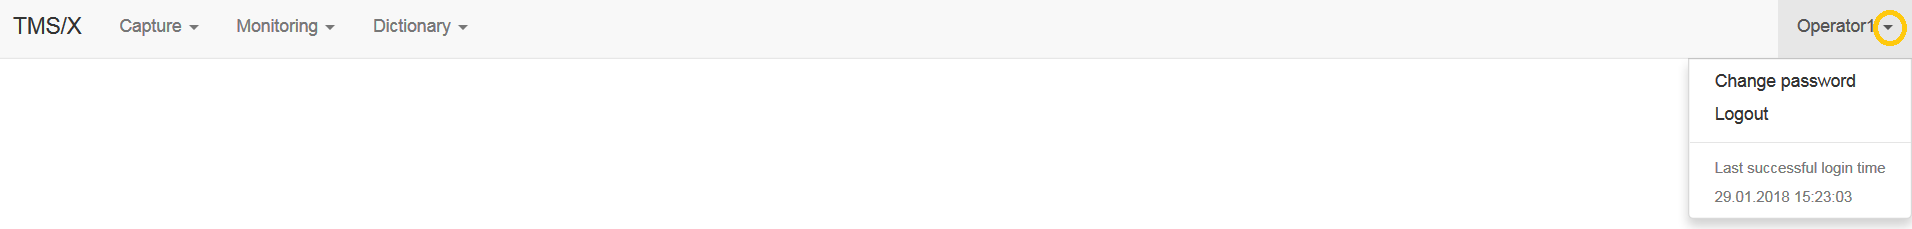 TMS/X Capture Monitoring Dictionary Operator1
Change password
Logout
Last successful login time
29.01.2018 15:23:03